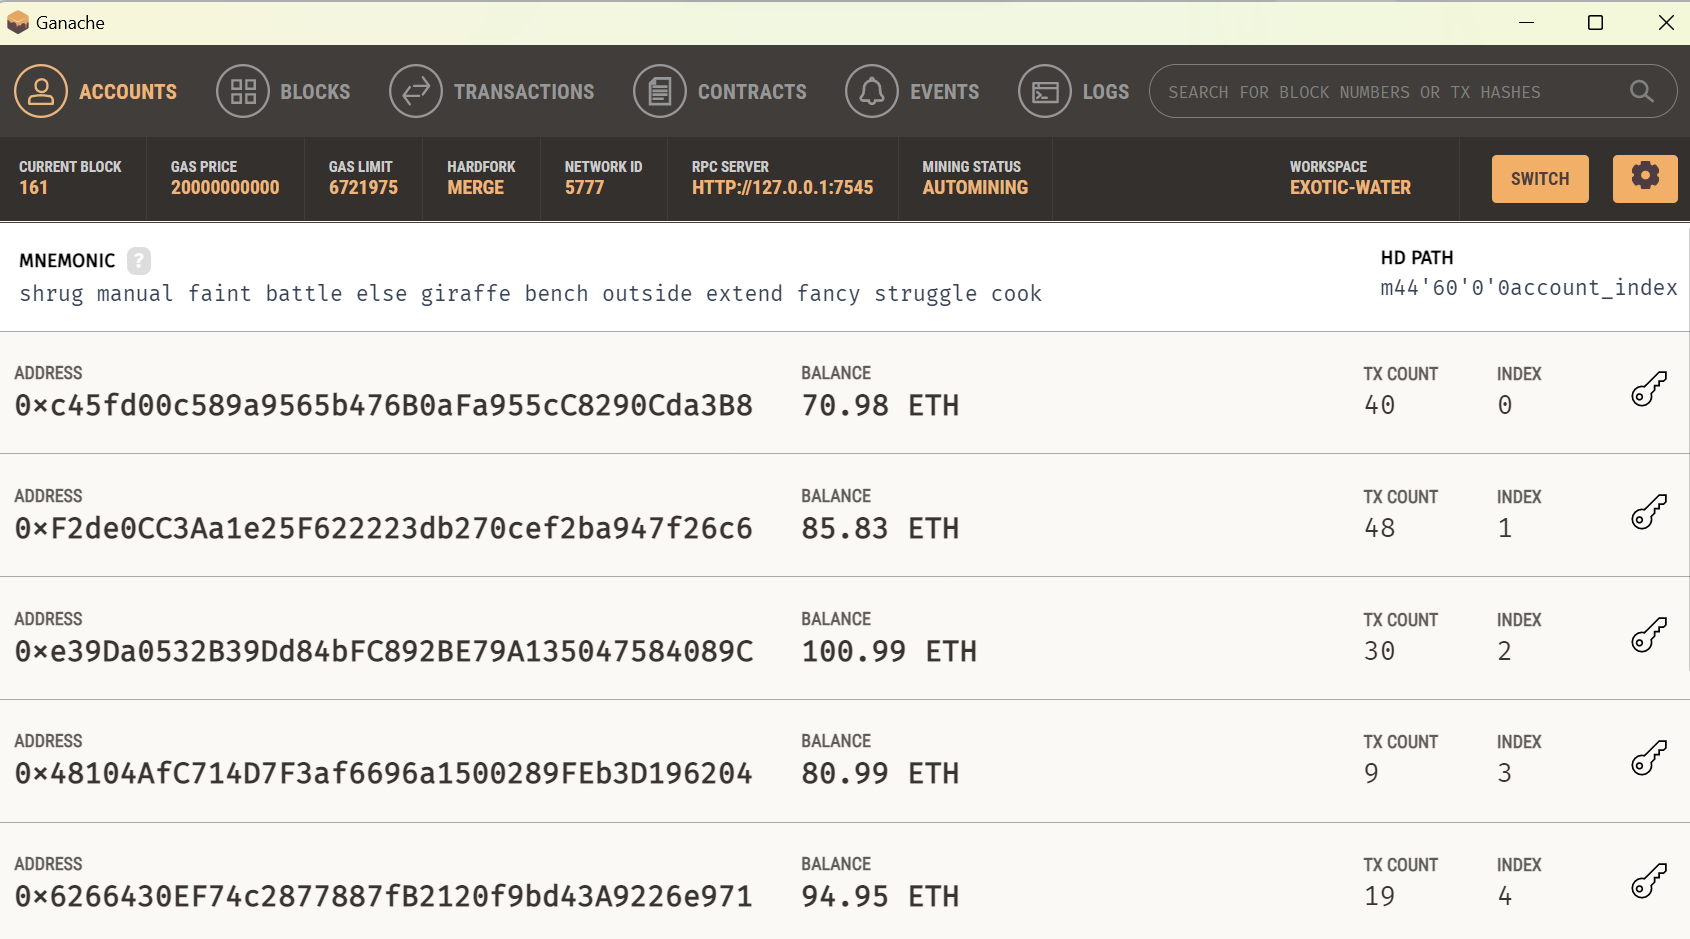 Ganache
ACCOUNTS BLOCKS TRANSACTIONS CONTRACTS EVENTS LOGS SEARCH FOR BLOCK NUMBERS OR TX HASHES
CURRENT BLOCK GAS PRICE GAS LIMIT HARDFORK NETWORK ID RPC SERVER MINING STATUS WORKSPACE
161 20000000000 6721975 MERGE 5777 HTTP://127.0.0.1:7545 AUTOMINING EXOTIC-WATER SWITCH
MNEMONIC ? HD PATH
shrug manual faint battle else giraffe bench outside extend fancy struggle cook m44'60'0'0account_index
ADDRESS BALANCE TX COUNT INDEX
0×c45fd00c589a9565b476B0aFa955cC8290Cda3B8 70.98 ETH 40 0
ADDRESS BALANCE TX COUNT INDEX
0×F2de0CC3Aa1e25F622223db270cef2ba947f26c6 85.83 ETH 48 1
ADDRESS BALANCE TX COUNT INDEX
0×e39Da0532B39Dd84bFC892BE79A135047584089C 100.99 ETH 30 2
ADDRESS BALANCE TX COUNT INDEX
0×48104AfC714D7F3af6696a1500289FEb3D196204 80.99 ETH 9 3
ADDRESS BALANCE TX COUNT INDEX
0×6266430EF74c2877887fB2120f9bd43A9226e971 94.95 ETH 19 4